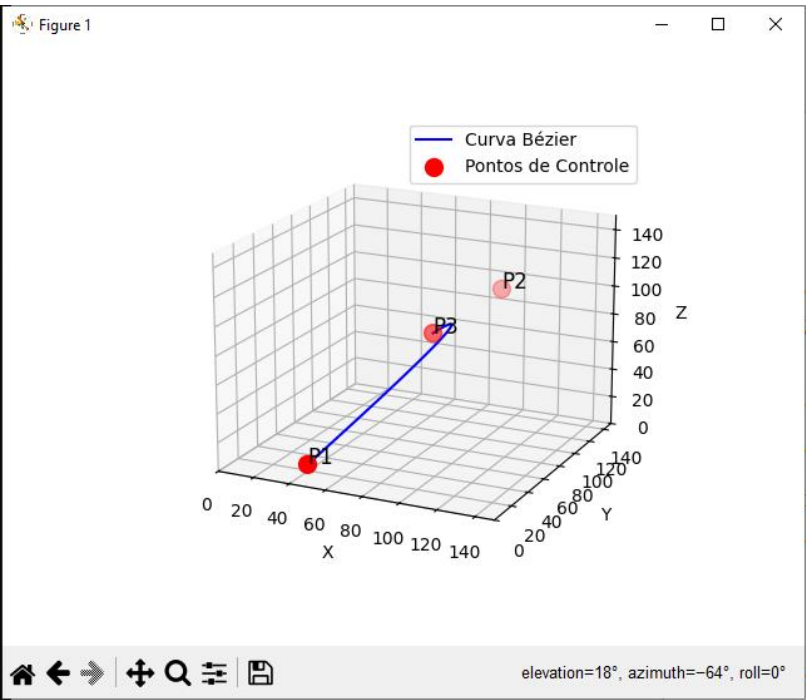 Figure 1
Curva Bézier
Pontos de Controle
P2
P3
P1
0 20 40 60 80 100 120 140
X
0 20 40 60 80 100 120 140
Y
140
120
100
80
60
40
20
0
Z
elevation=18°, azimuth=−64°, roll=0°